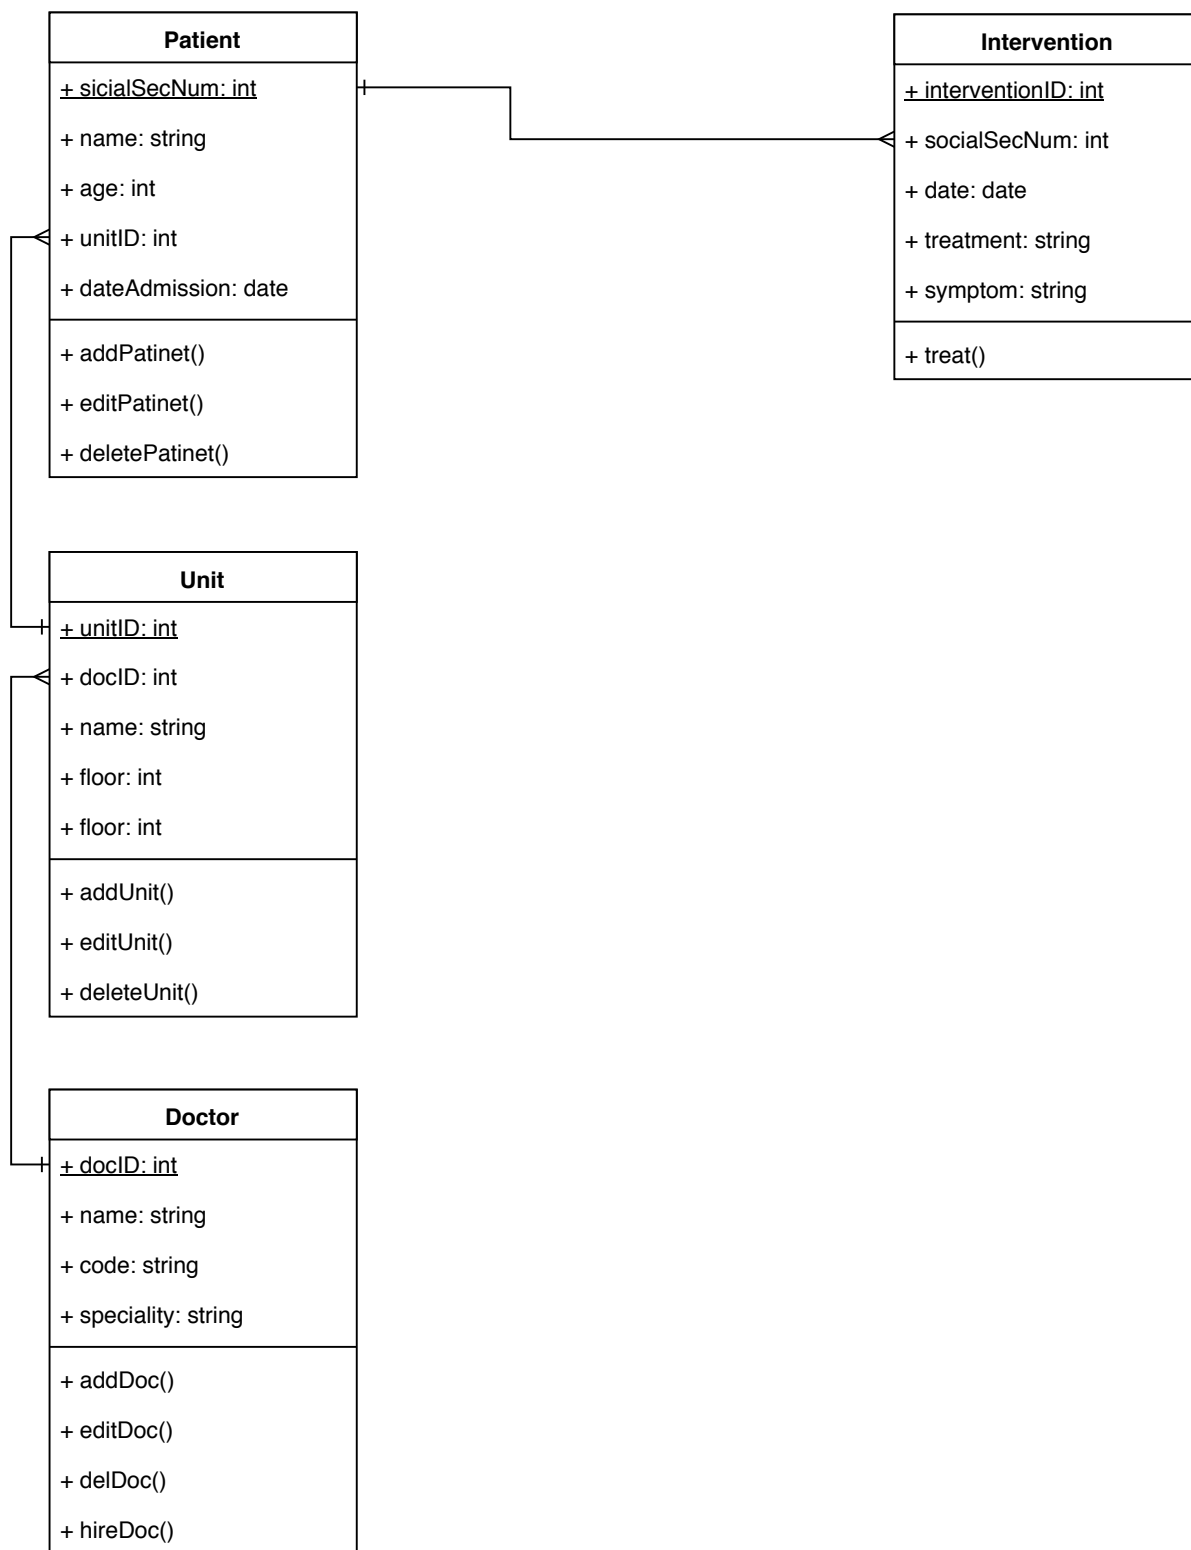 Patient
+ sicialSecNum: int
+ name: string
+ age: int
+ unitID: int
+ dateAdmission: date
+ addPatinet()
+ editPatinet()
+ deletePatinet()
Intervention
+ interventionID: int
+ socialSecNum: int
+ date: date
+ treatment: string
+ symptom: string
+ treat()
Unit
+ unitID: int
+ docID: int
+ name: string
+ floor: int
+ floor: int
+ addUnit()
+ editUnit()
+ deleteUnit()
Doctor
+ docID: int
+ name: string
+ code: string
+ speciality: string
+ addDoc()
+ editDoc()
+ delDoc()
+ hireDoc()